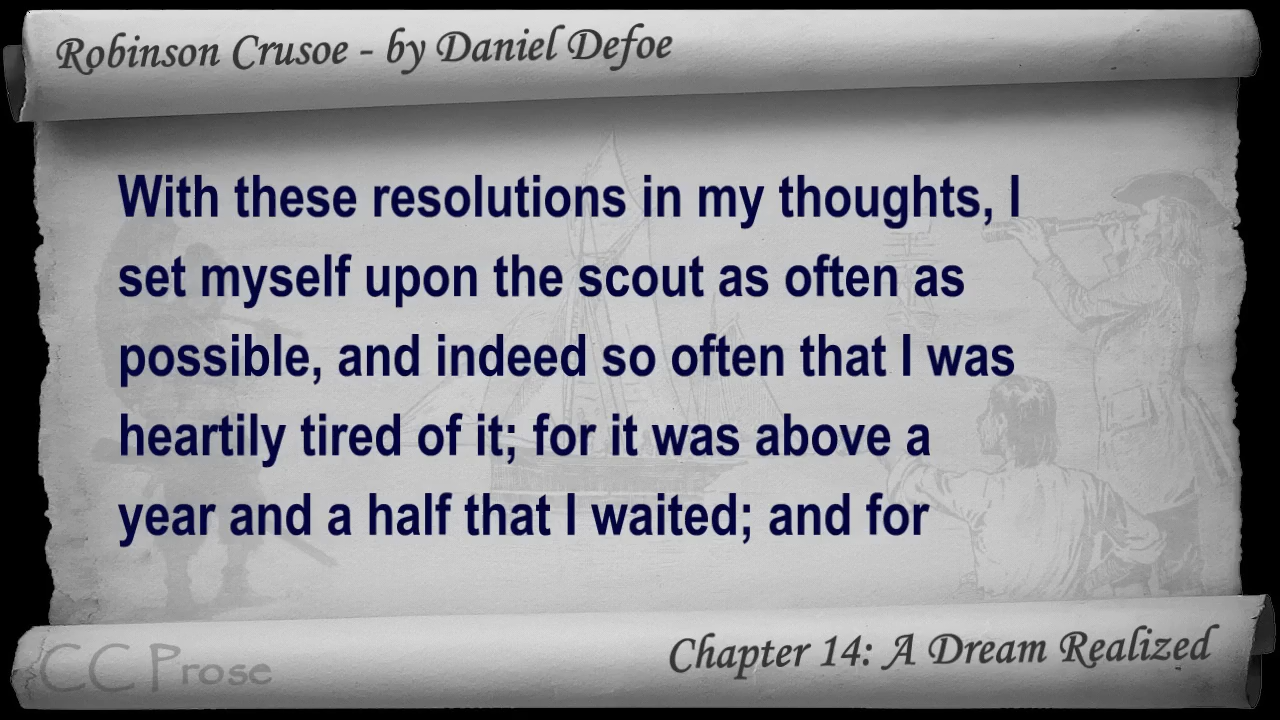 Robinson Crusoe - by Daniel Defoe
With these resolutions in my thoughts, I
set myself upon the scout as often as
possible, and indeed so often that I was
heartily tired of it; for it was above a
year and a half that I waited; and for
CC Prose
Chapter 14: A Dream Realized